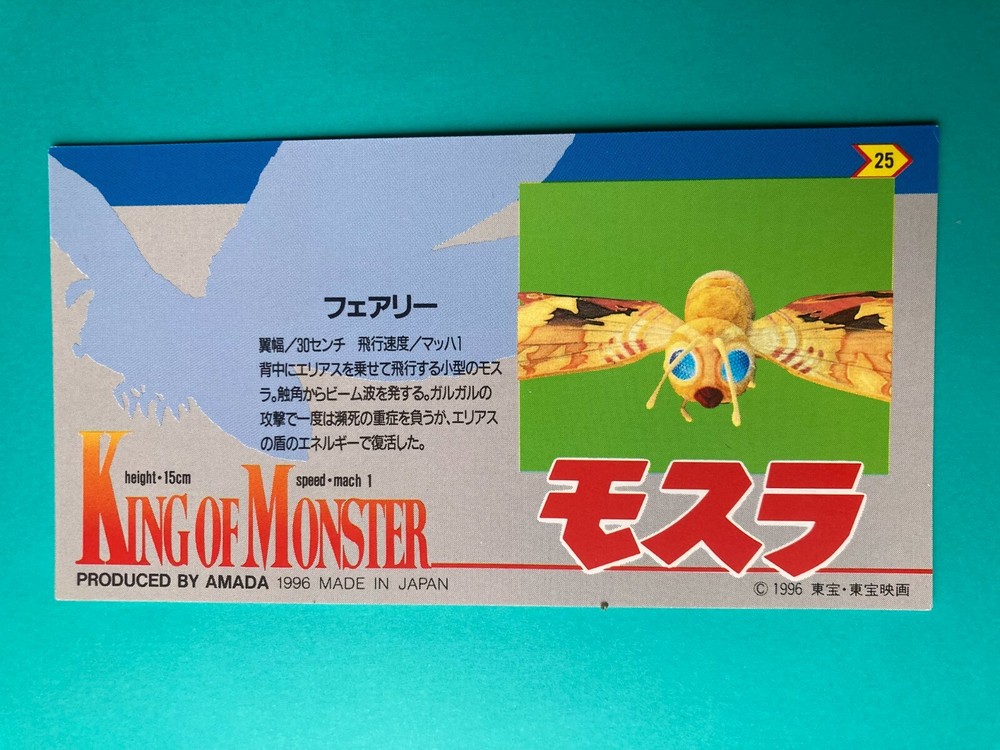 25
フェアリー
翼幅／30センチ　飛行速度／マッハ1
背中にエリアスを乗せて飛行する小型のモス
ラ。触角からビーム波を発する。ガルガルの
攻撃で一度は瀕死の重症を負うが、エリアス
の盾のエネルギーで復活した。
height・15cm
speed・mach 1
KING OF MONSTER
モスラ
PRODUCED BY AMADA 1996 MADE IN JAPAN
© 1996 東宝・東宝映画